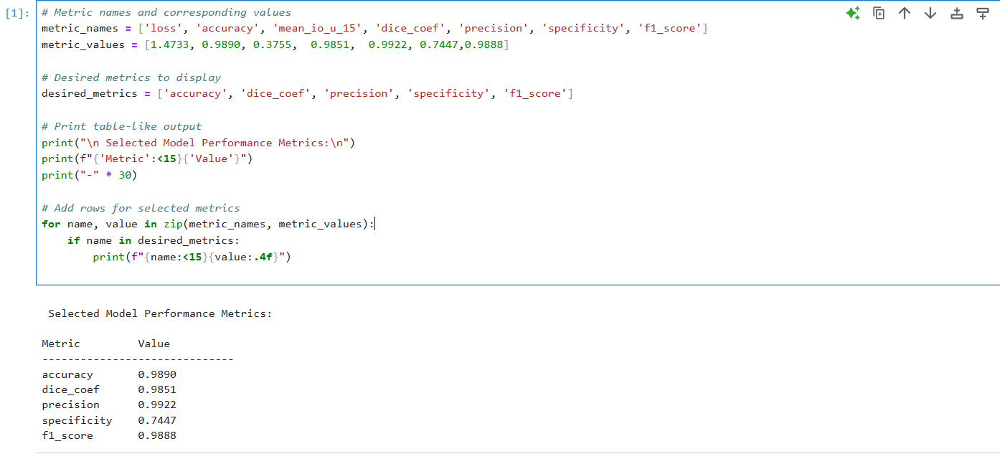 [1]:
# Metric names and corresponding values
metric_names = ['loss', 'accuracy', 'mean_io_u_15', 'dice_coef', 'precision', 'specificity', 'f1_score']
metric_values = [1.4733, 0.9890, 0.3755,  0.9851,  0.9922, 0.7447,0.9888]

# Desired metrics to display
desired_metrics = ['accuracy', 'dice_coef', 'precision', 'specificity', 'f1_score']

# Print table-like output
print("\n Selected Model Performance Metrics:\n")
print(f"{'Metric':<15}{'Value'}")
print("-" * 30)

# Add rows for selected metrics
for name, value in zip(metric_names, metric_values):
    if name in desired_metrics:
        print(f"{name:<15}{value:.4f}")

 Selected Model Performance Metrics:

Metric         Value
------------------------------
accuracy       0.9890
dice_coef      0.9851
precision      0.9922
specificity    0.7447
f1_score       0.9888